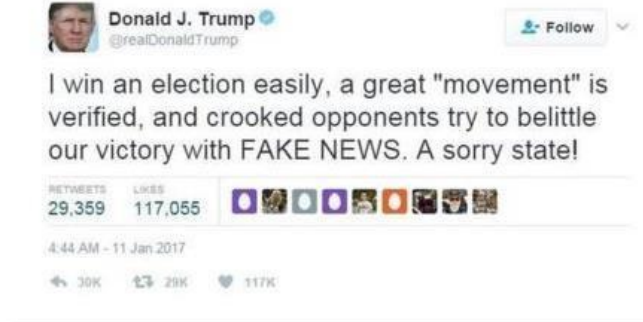 Donald J. Trump
@realDonaldTrump
Follow
I win an election easily, a great "movement" is
verified, and crooked opponents try to belittle
our victory with FAKE NEWS. A sorry state!
RETWEETS LIKES
29,359 117,055
4:44 AM - 11 Jan 2017
30K 29K 117K